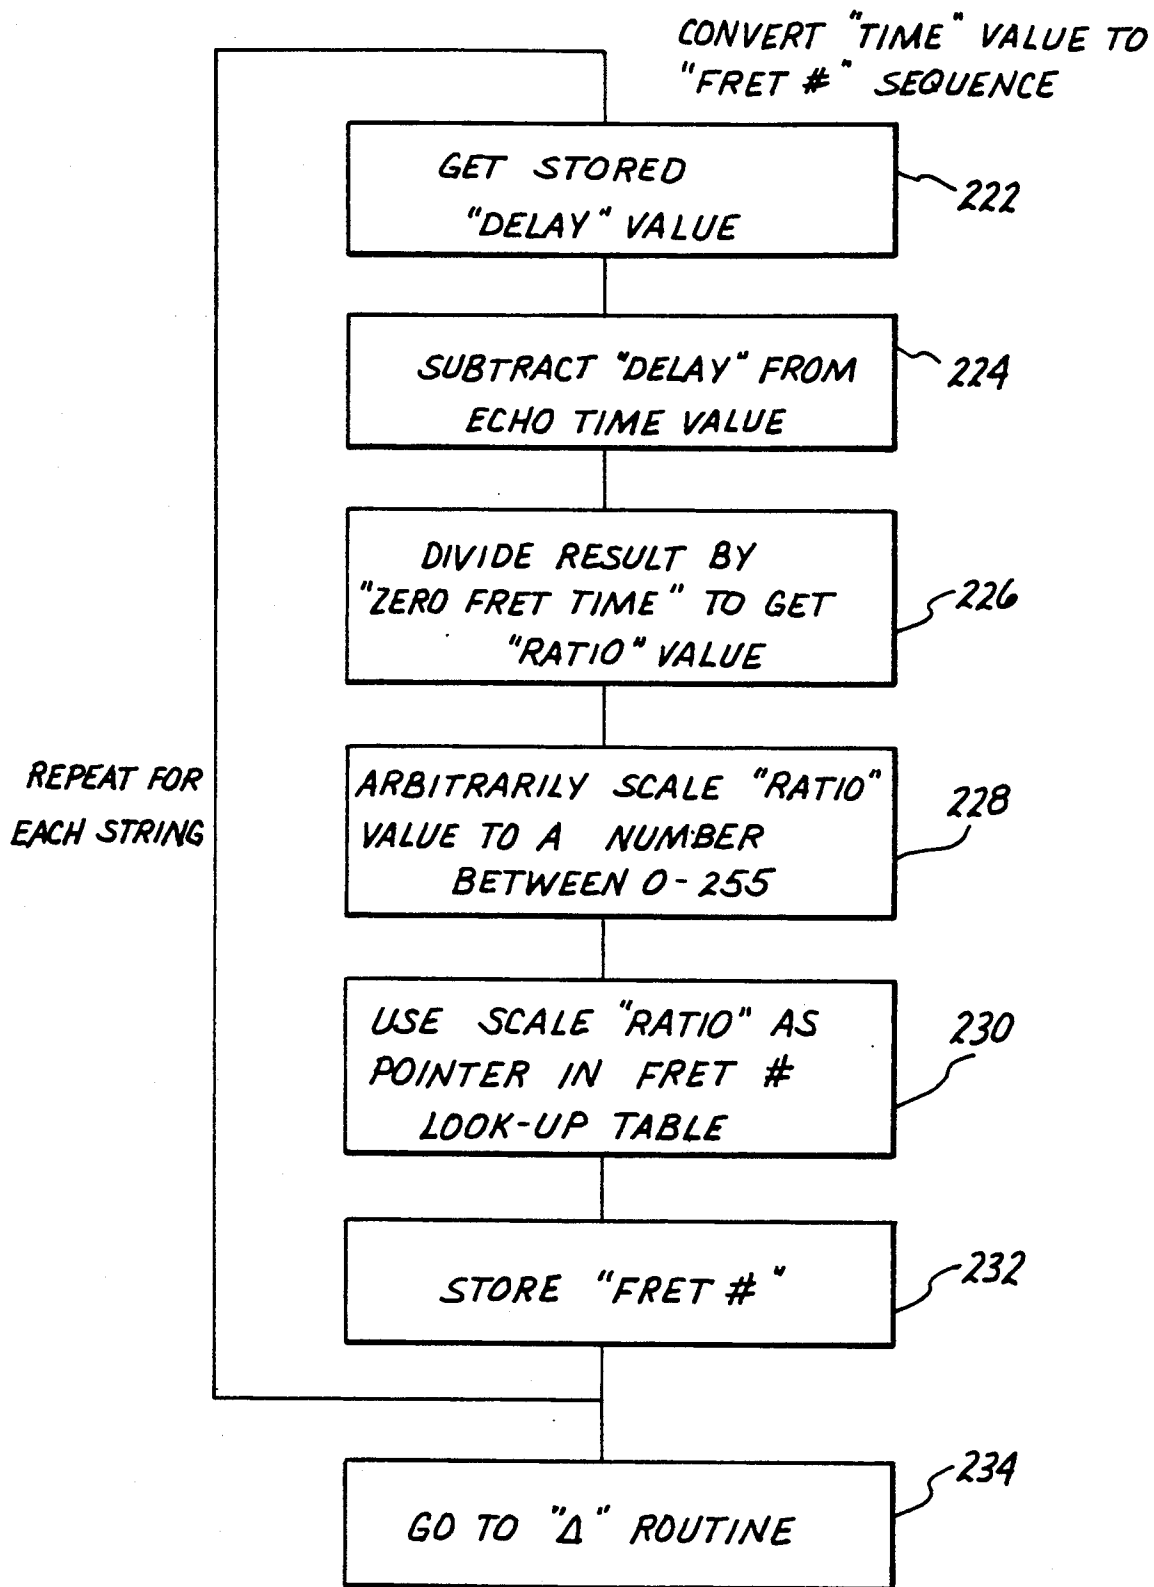 CONVERT "TIME" VALUE TO
"FRET #" SEQUENCE
GET STORED
"DELAY" VALUE
222
SUBTRACT "DELAY" FROM
ECHO TIME VALUE
224
DIVIDE RESULT BY
"ZERO FRET TIME" TO GET
"RATIO" VALUE
226
REPEAT FOR
EACH STRING
ARBITRARILY SCALE "RATIO"
VALUE TO A NUMBER
BETWEEN 0-255
228
USE SCALE "RATIO" AS
POINTER IN FRET #
LOOK-UP TABLE
230
STORE "FRET #"
232
GO TO "Δ" ROUTINE
234